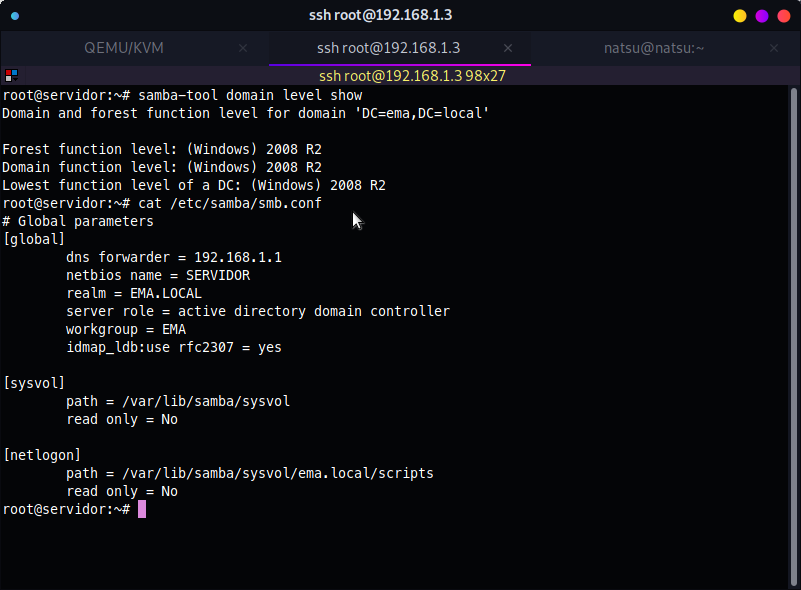 ssh root@192.168.1.3
QEMU/KVM × ssh root@192.168.1.3 × natsu@natsu:~ ×
ssh root@192.168.1.3 98x27
root@servidor:~# samba-tool domain level show
Domain and forest function level for domain 'DC=ema,DC=local'
Forest function level: (Windows) 2008 R2
Domain function level: (Windows) 2008 R2
Lowest function level of a DC: (Windows) 2008 R2
root@servidor:~# cat /etc/samba/smb.conf
# Global parameters
[global]
dns forwarder = 192.168.1.1
netbios name = SERVIDOR
realm = EMA.LOCAL
server role = active directory domain controller
workgroup = EMA
idmap_ldb:use rfc2307 = yes
[sysvol]
path = /var/lib/samba/sysvol
read only = No
[netlogon]
path = /var/lib/samba/sysvol/ema.local/scripts
read only = No
root@servidor:~#